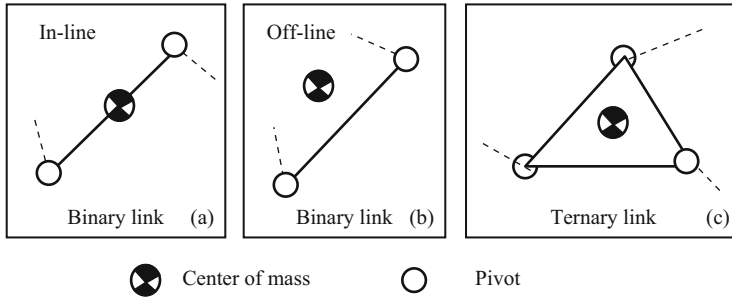 In-line
Binary link (a)
Off-line
Binary link (b)
Ternary link (c)
Center of mass
Pivot